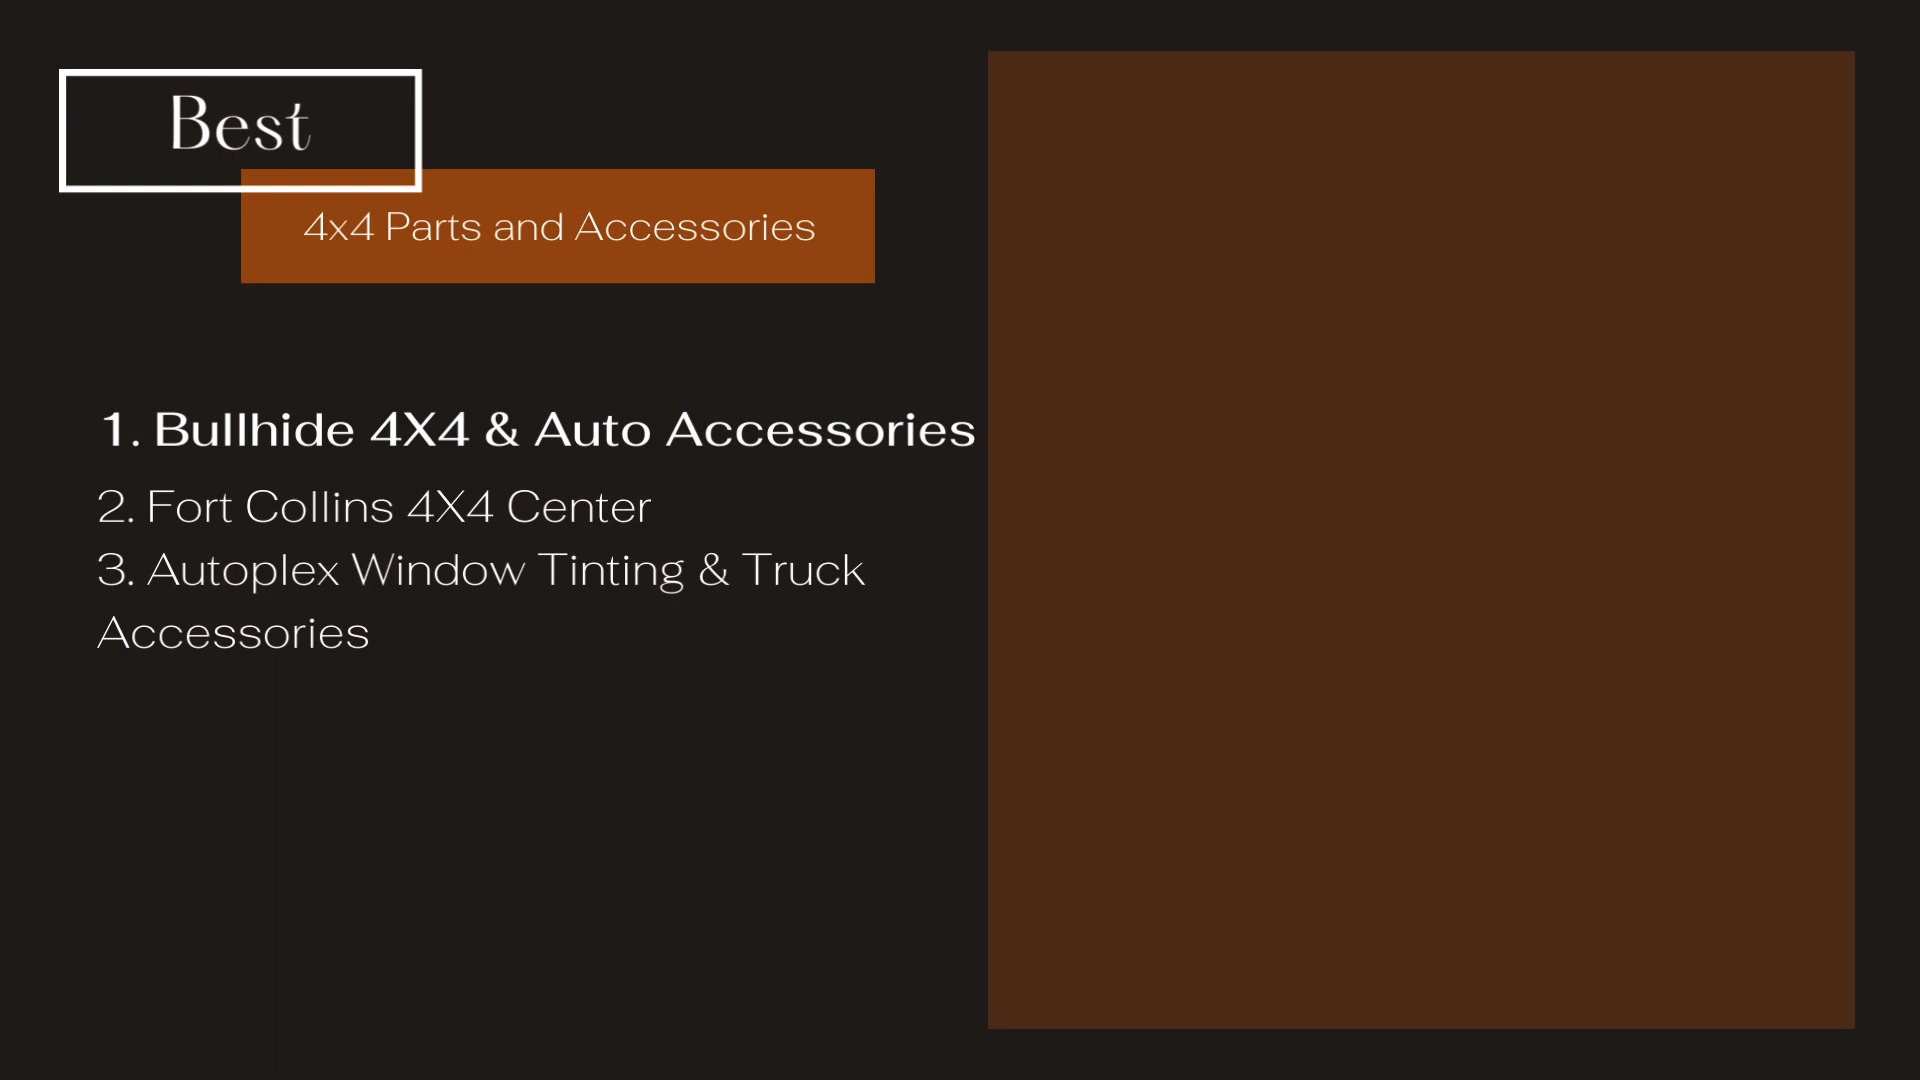 Best
4x4 Parts and Accessories
1. Bullhide 4X4 & Auto Accessories
2. Fort Collins 4X4 Center
3. Autoplex Window Tinting & Truck
Accessories